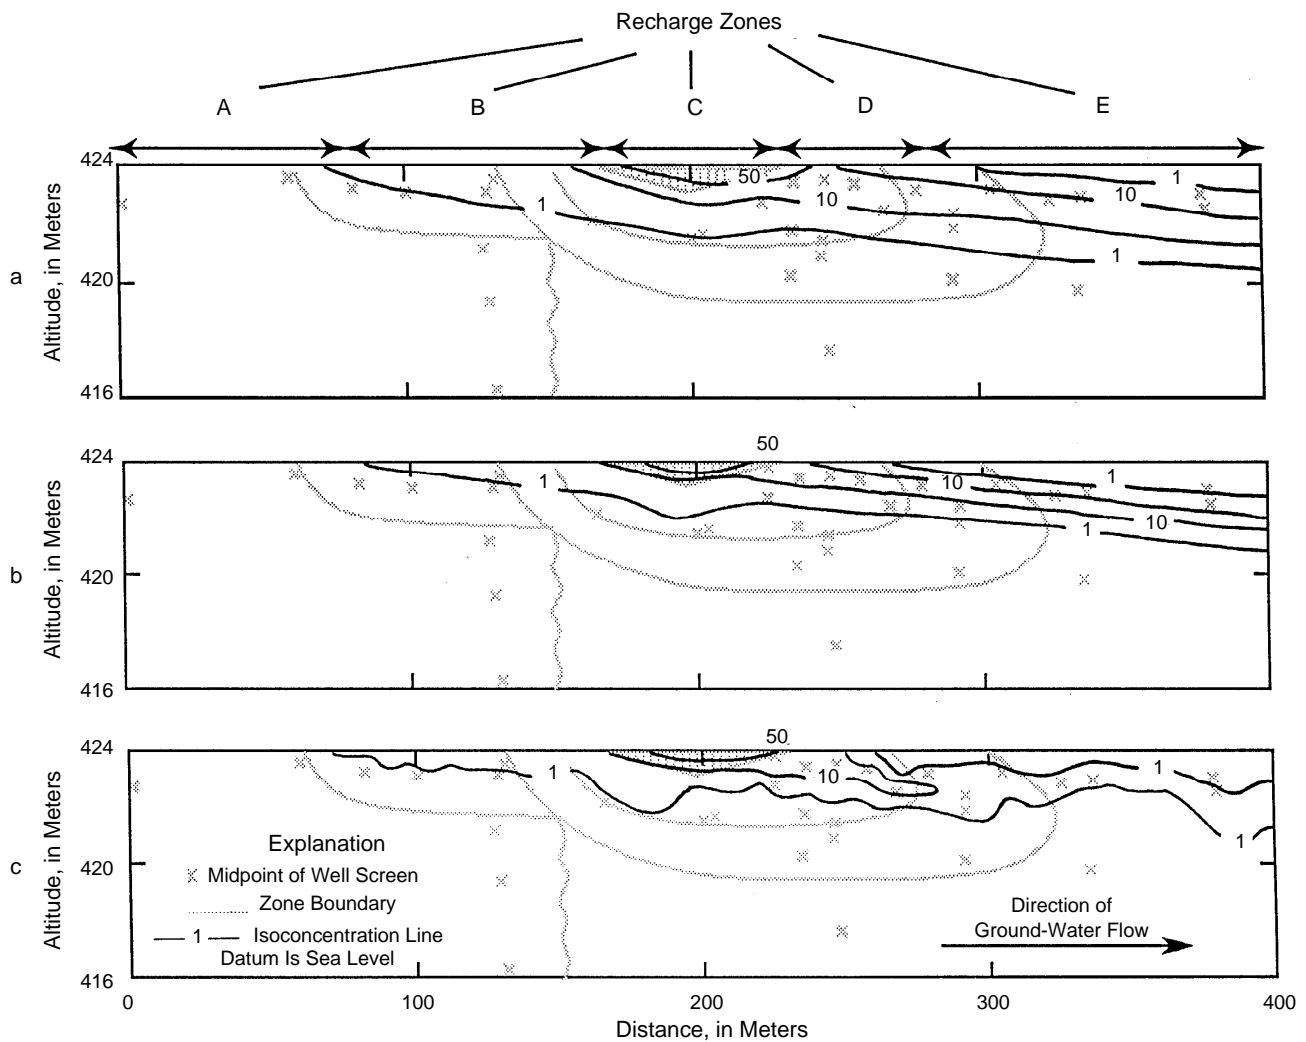 Recharge Zones
A B C D E
424
50
1
10
1
10
1
420
416
a
Altitude, in Meters
50
424
1
10
1
10
1
420
416
b
Altitude, in Meters
50
424
1
10
1
1
420
416
c
Altitude, in Meters
Explanation
Midpoint of Well Screen
Zone Boundary
1 Isoconcentration Line
Datum Is Sea Level
Direction of
Ground-Water Flow
0 100 200 300 400
Distance, in Meters